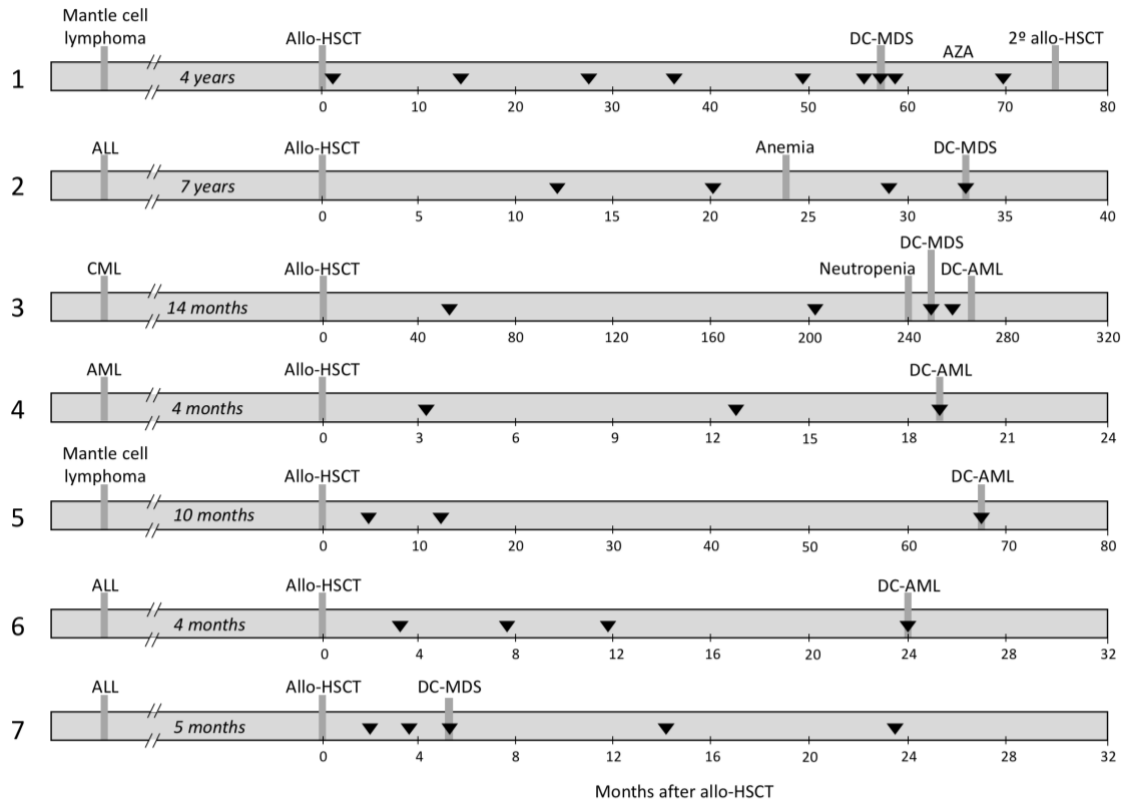 Mantle cell
lymphoma Allo-HSCT DC-MDS AZA 2º allo-HSCT
1 4 years
0 10 20 30 40 50 60 70 80
ALL Allo-HSCT Anemia DC-MDS
2 7 years
0 5 10 15 20 25 30 35 40
DC-MDS
CML Allo-HSCT Neutropenia DC-AML
3 14 months
0 40 80 120 160 200 240 280 320
AML Allo-HSCT DC-AML
4 4 months
0 3 6 9 12 15 18 21 24
Mantle cell
lymphoma Allo-HSCT DC-AML
5 10 months
0 10 20 30 40 50 60 70 80
ALL Allo-HSCT DC-AML
6 4 months
0 4 8 12 16 20 24 28 32
ALL Allo-HSCT DC-MDS
7 5 months
0 4 8 12 16 20 24 28 32
Months after allo-HSCT